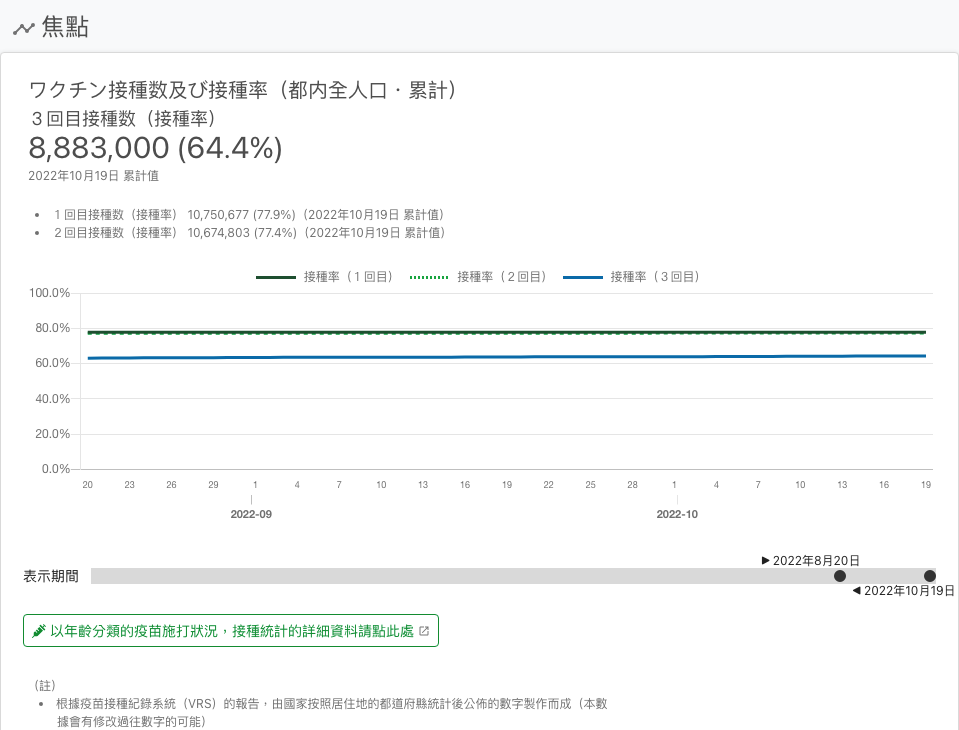 焦點
ワクチン接種数及び接種率（都内全人口・累計）
３回目接種数（接種率）
8,883,000 (64.4%)
2022年10月19日 累計値
• １回目接種数（接種率） 10,750,677 (77.9%)（2022年10月19日 累計値）
• ２回目接種数（接種率） 10,674,803 (77.4%)（2022年10月19日 累計値）
接種率（１回目） 接種率（２回目） 接種率（３回目）
100.0%
80.0%
60.0%
40.0%
20.0%
0.0%
20 23 26 29 1 4 7 10 13 16 19 22 25 28 1 4 7 10 13 16 19
2022-09 2022-10
▶ 2022年8月20日
表示期間
◀ 2022年10月19日
以年齡分類的疫苗施打狀況，接種統計的詳細資料請點此處
（註）
• 根據疫苗接種紀錄系統（VRS）的報告，由國家按照居住地的都道府縣統計後公佈的數字製作而成（本數
據會有修改過往數字的可能）